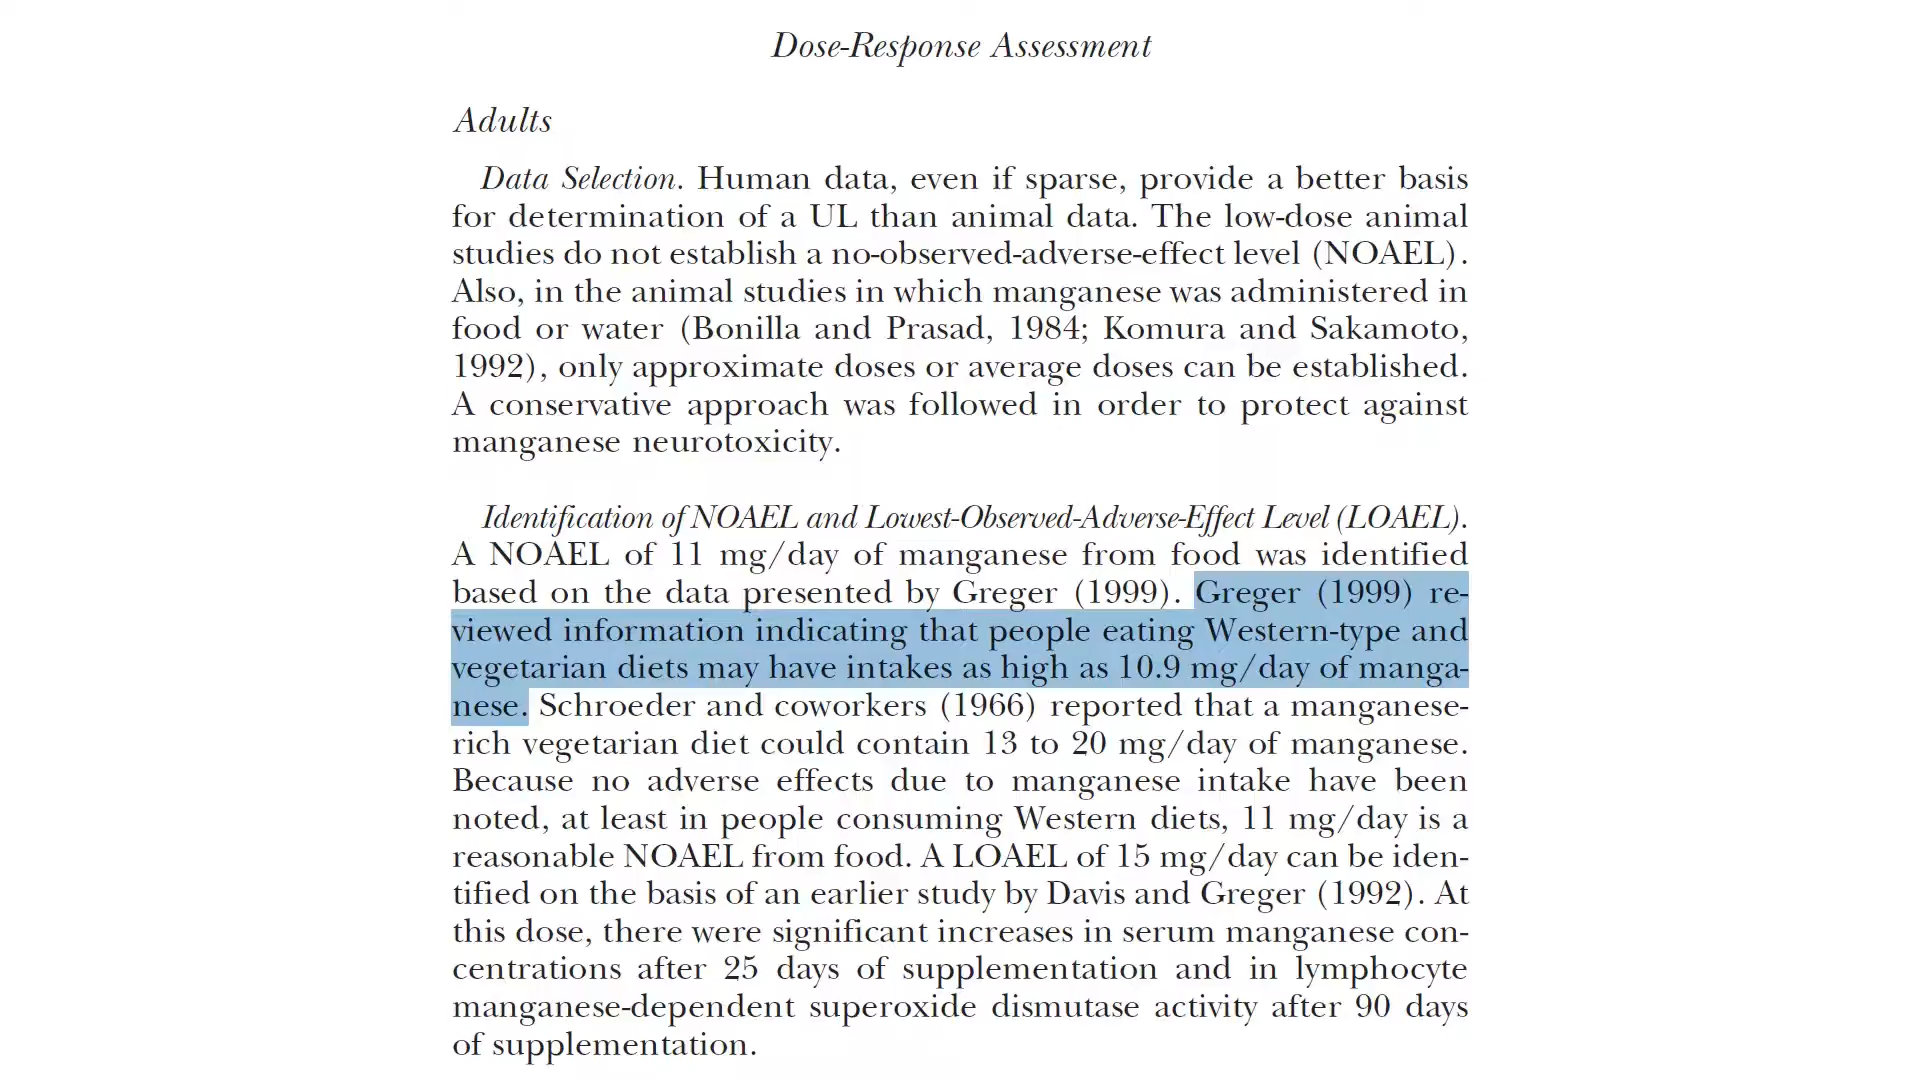 Dose-Response Assessment
Adults
Data Selection. Human data, even if sparse, provide a better basis
for determination of a UL than animal data. The low-dose animal
studies do not establish a no-observed-adverse-effect level (NOAEL).
Also, in the animal studies in which manganese was administered in
food or water (Bonilla and Prasad, 1984; Komura and Sakamoto,
1992), only approximate doses or average doses can be established.
A conservative approach was followed in order to protect against
manganese neurotoxicity.
Identification of NOAEL and Lowest-Observed-Adverse-Effect Level (LOAEL).
A NOAEL of 11 mg/day of manganese from food was identified
based on the data presented by Greger (1999). Greger (1999) re-
viewed information indicating that people eating Western-type and
vegetarian diets may have intakes as high as 10.9 mg/day of manga-
nese. Schroeder and coworkers (1966) reported that a manganese-
rich vegetarian diet could contain 13 to 20 mg/day of manganese.
Because no adverse effects due to manganese intake have been
noted, at least in people consuming Western diets, 11 mg/day is a
reasonable NOAEL from food. A LOAEL of 15 mg/day can be iden-
tified on the basis of an earlier study by Davis and Greger (1992). At
this dose, there were significant increases in serum manganese con-
centrations after 25 days of supplementation and in lymphocyte
manganese-dependent superoxide dismutase activity after 90 days
of supplementation.